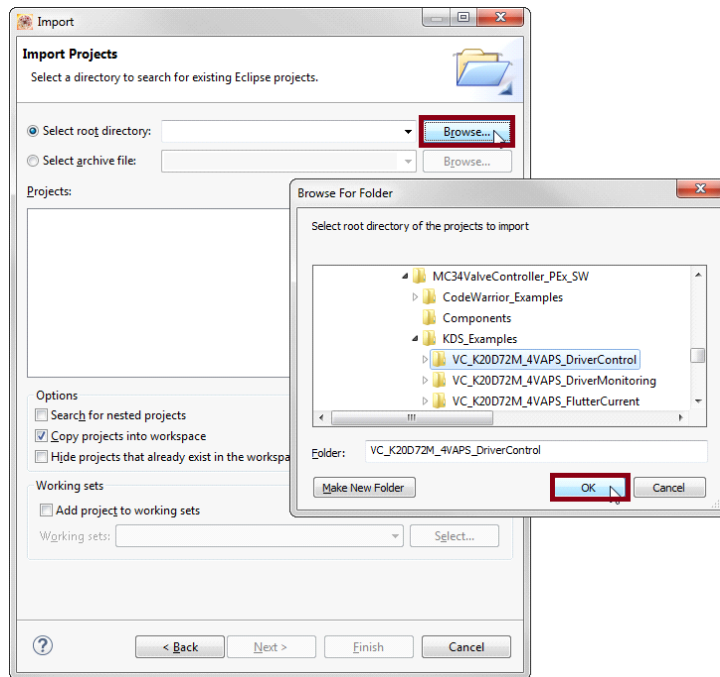 Import
Import Projects
Select a directory to search for existing Eclipse projects.
Select root directory:
Browse...
Select archive file:
Browse...
Projects:
Browse For Folder
Select root directory of the projects to import
MC34ValveController_PEx_SW
CodeWarrior_Examples
Components
KDS_Examples
VC_K20D72M_4VAPS_DriverControl
VC_K20D72M_4VAPS_DriverMonitoring
VC_K20D72M_4VAPS_FlutterCurrent
Folder: VC_K20D72M_4VAPS_DriverControl
Make New Folder OK Cancel
Options
Search for nested projects
Copy projects into workspace
Hide projects that already exist in the workspa
Working sets
Add project to working sets
Working sets: Select...
? < Back Next > Finish Cancel